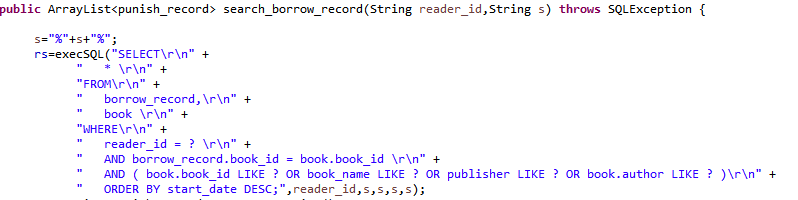 public ArrayList<punish_record> search_borrow_record(String reader_id,String s) throws SQLException {
s="%"+s+"%";
rs=execSQL("SELECT\r\n" +
"   * \r\n" +
"FROM\r\n" +
"   borrow_record,\r\n" +
"   book \r\n" +
"WHERE\r\n" +
"   reader_id = ? \r\n" +
"   AND borrow_record.book_id = book.book_id \r\n" +
"   AND ( book.book_id LIKE ? OR book_name LIKE ? OR publisher LIKE ? OR book.author LIKE ? )\r\n" +
"   ORDER BY start_date DESC;",reader_id,s,s,s,s);